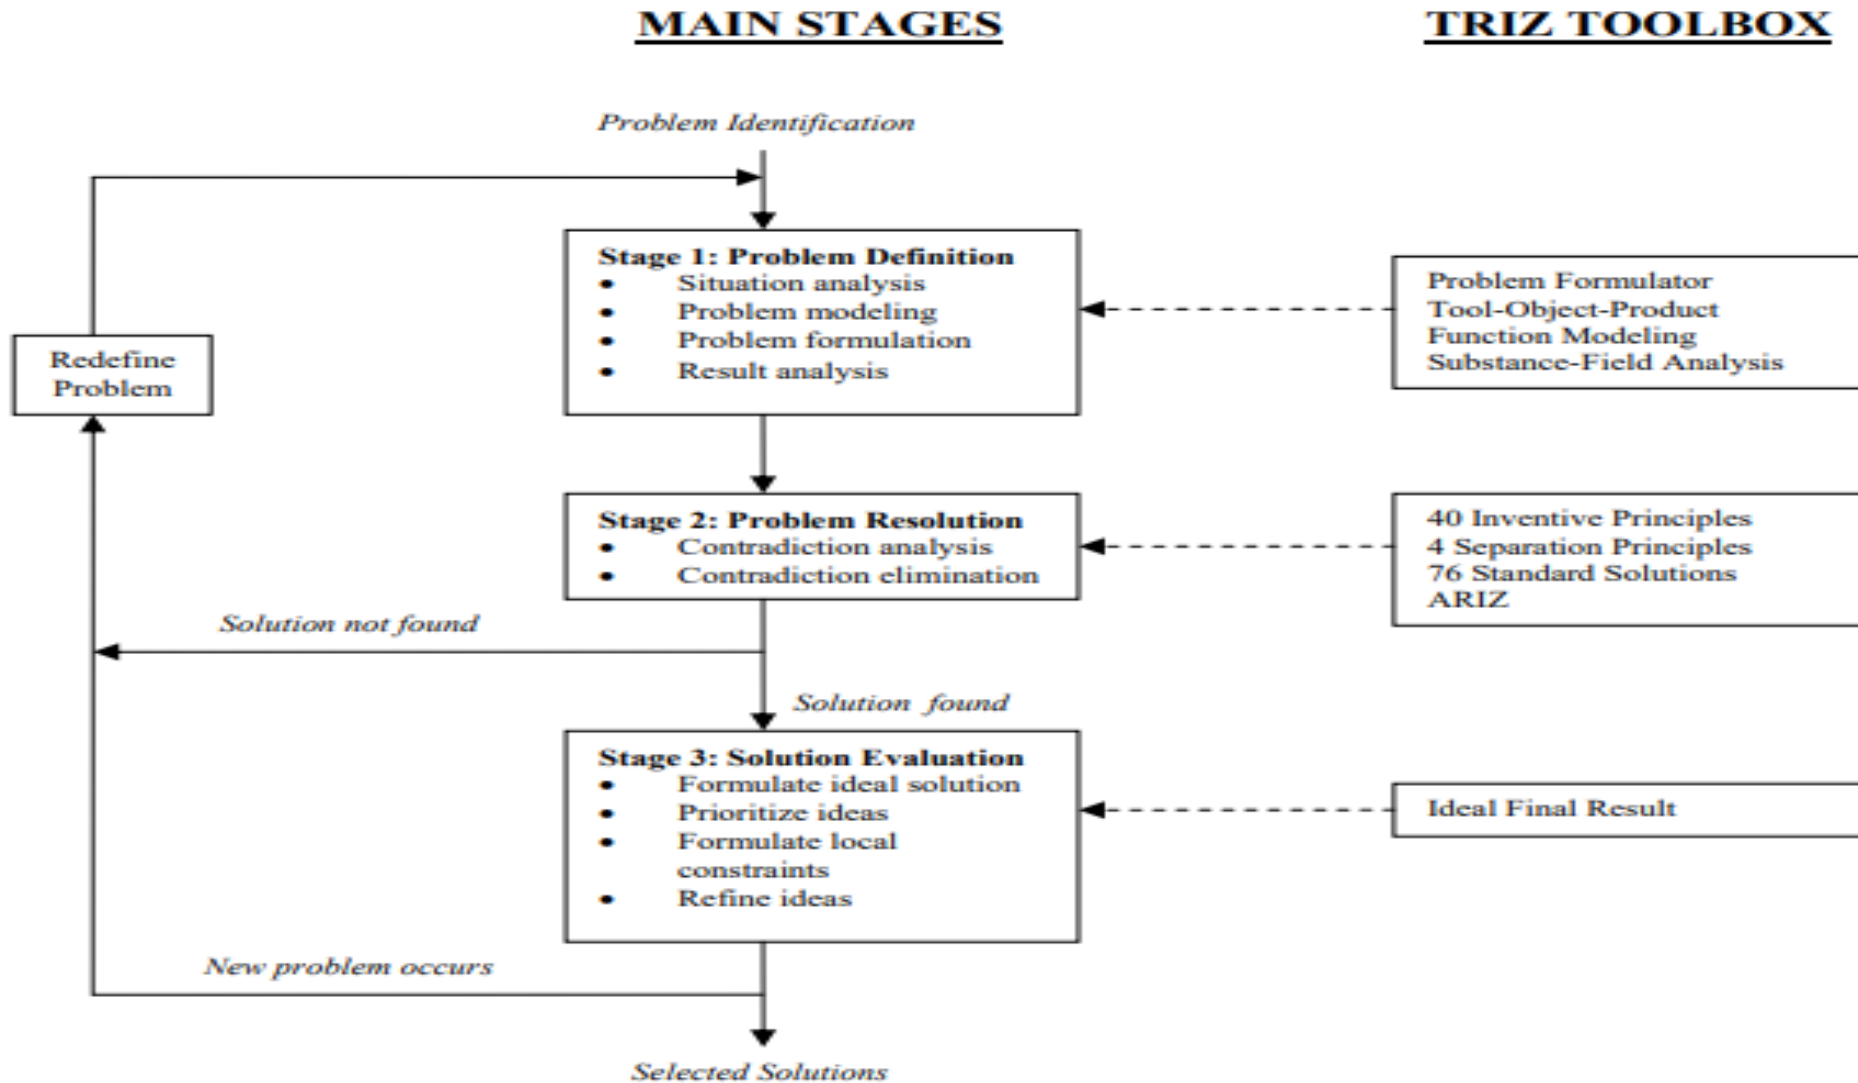 MAIN STAGES
TRIZ TOOLBOX
Problem Identification
Stage 1: Problem Definition
• Situation analysis
• Problem modeling
• Problem formulation
• Result analysis
Problem Formulator
Tool-Object-Product
Function Modeling
Substance-Field Analysis
Redefine
Problem
Stage 2: Problem Resolution
• Contradiction analysis
• Contradiction elimination
40 Inventive Principles
4 Separation Principles
76 Standard Solutions
ARIZ
Solution not found
Solution found
Stage 3: Solution Evaluation
• Formulate ideal solution
• Prioritize ideas
• Formulate local
constraints
• Refine ideas
Ideal Final Result
New problem occurs
Selected Solutions